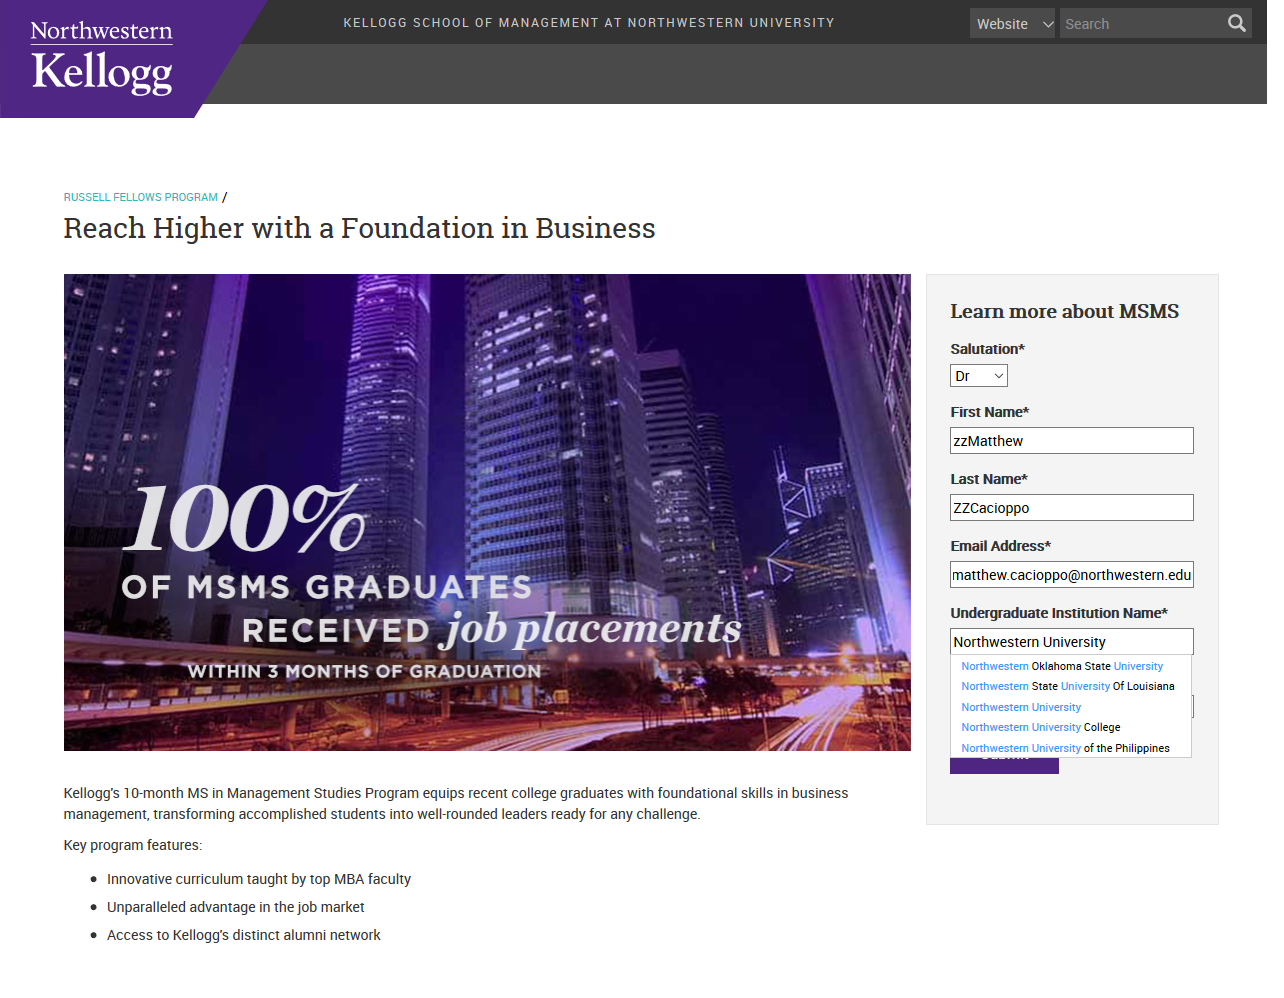 Northwestern
Kellogg
KELLOGG SCHOOL OF MANAGEMENT AT NORTHWESTERN UNIVERSITY
Website
Search
RUSSELL FELLOWS PROGRAM /
Reach Higher with a Foundation in Business
100%
OF MSMS GRADUATES
RECEIVED job placements
WITHIN 3 MONTHS OF GRADUATION
Kellogg's 10-month MS in Management Studies Program equips recent college graduates with foundational skills in business
management, transforming accomplished students into well-rounded leaders ready for any challenge.
Key program features:
• Innovative curriculum taught by top MBA faculty
• Unparalleled advantage in the job market
• Access to Kellogg's distinct alumni network
Learn more about MSMS
Salutation*
Dr
First Name*
zzMatthew
Last Name*
ZZCacioppo
Email Address*
matthew.cacioppo@northwestern.edu
Undergraduate Institution Name*
Northwestern University
Northwestern Oklahoma State University
Northwestern State University Of Louisiana
Northwestern University
Northwestern University College
Northwestern University of the Philippines